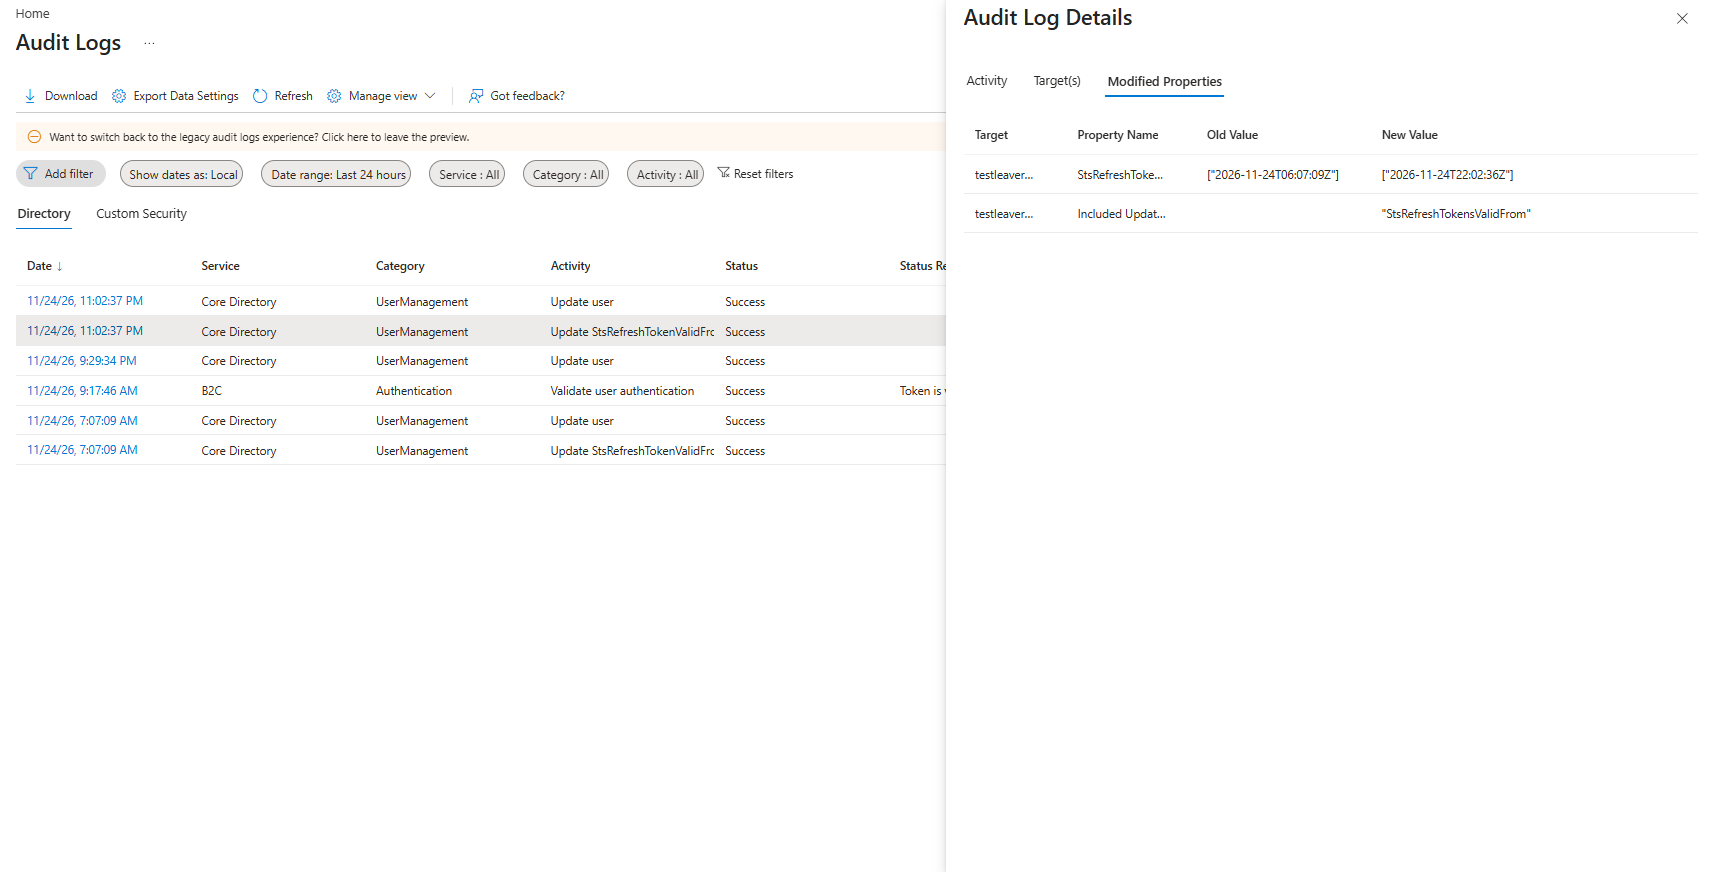 Home
Audit Logs ...
Download Export Data Settings Refresh Manage view Got feedback?
Want to switch back to the legacy audit logs experience? Click here to leave the preview.
Add filter Show dates as: Local Date range: Last 24 hours Service : All Category : All Activity : All Reset filters
Directory Custom Security
Date ↓ Service Category Activity Status Status Re
11/24/26, 11:02:37 PM Core Directory UserManagement Update user Success
11/24/26, 11:02:37 PM Core Directory UserManagement Update StsRefreshTokenValidFrc Success
11/24/26, 9:29:34 PM Core Directory UserManagement Update user Success
11/24/26, 9:17:46 AM B2C Authentication Validate user authentication Success Token is
11/24/26, 7:07:09 AM Core Directory UserManagement Update user Success
11/24/26, 7:07:09 AM Core Directory UserManagement Update StsRefreshTokenValidFrc Success
Audit Log Details
Activity Target(s) Modified Properties
Target Property Name Old Value New Value
testleaver... StsRefreshToke... ["2026-11-24T06:07:09Z"] ["2026-11-24T22:02:36Z"]
testleaver... Included Updat... "StsRefreshTokensValidFrom"